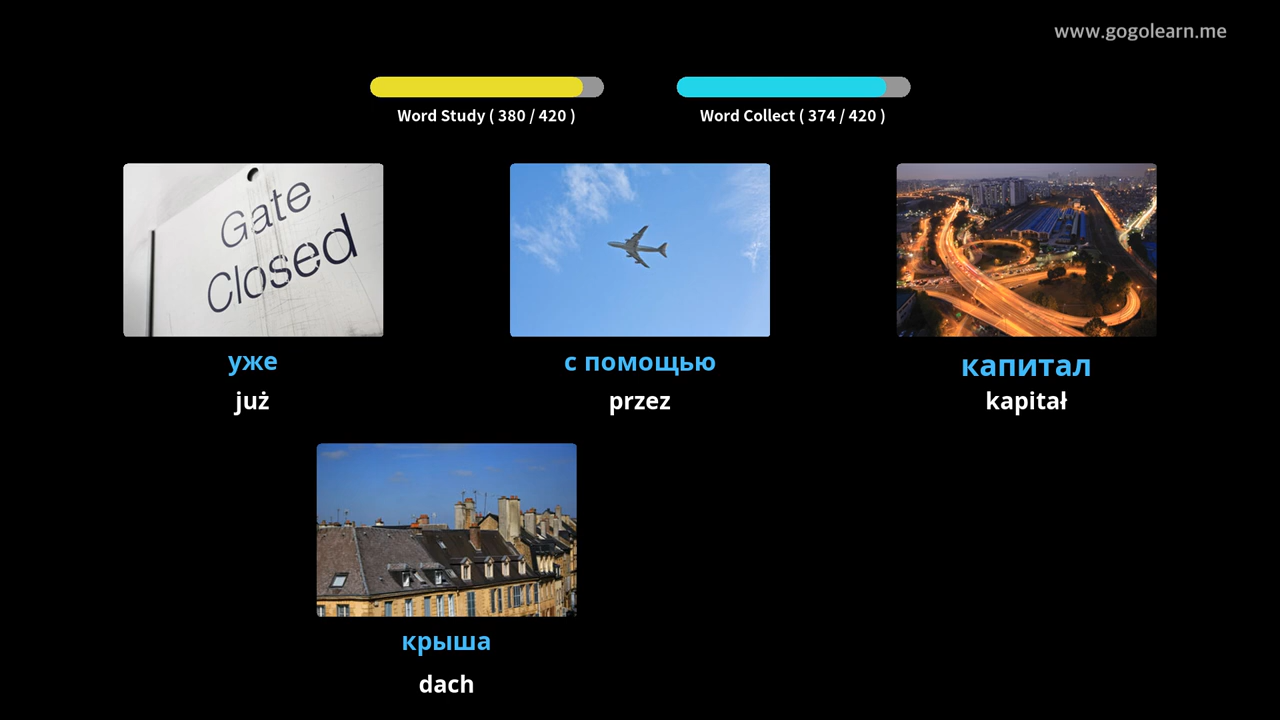 www.gogolearn.me
Word Study ( 380 / 420 )
Word Collect ( 374 / 420 )
Gate
Closed
уже
już
с помощью
przez
капитал
kapitał
крыша
dach